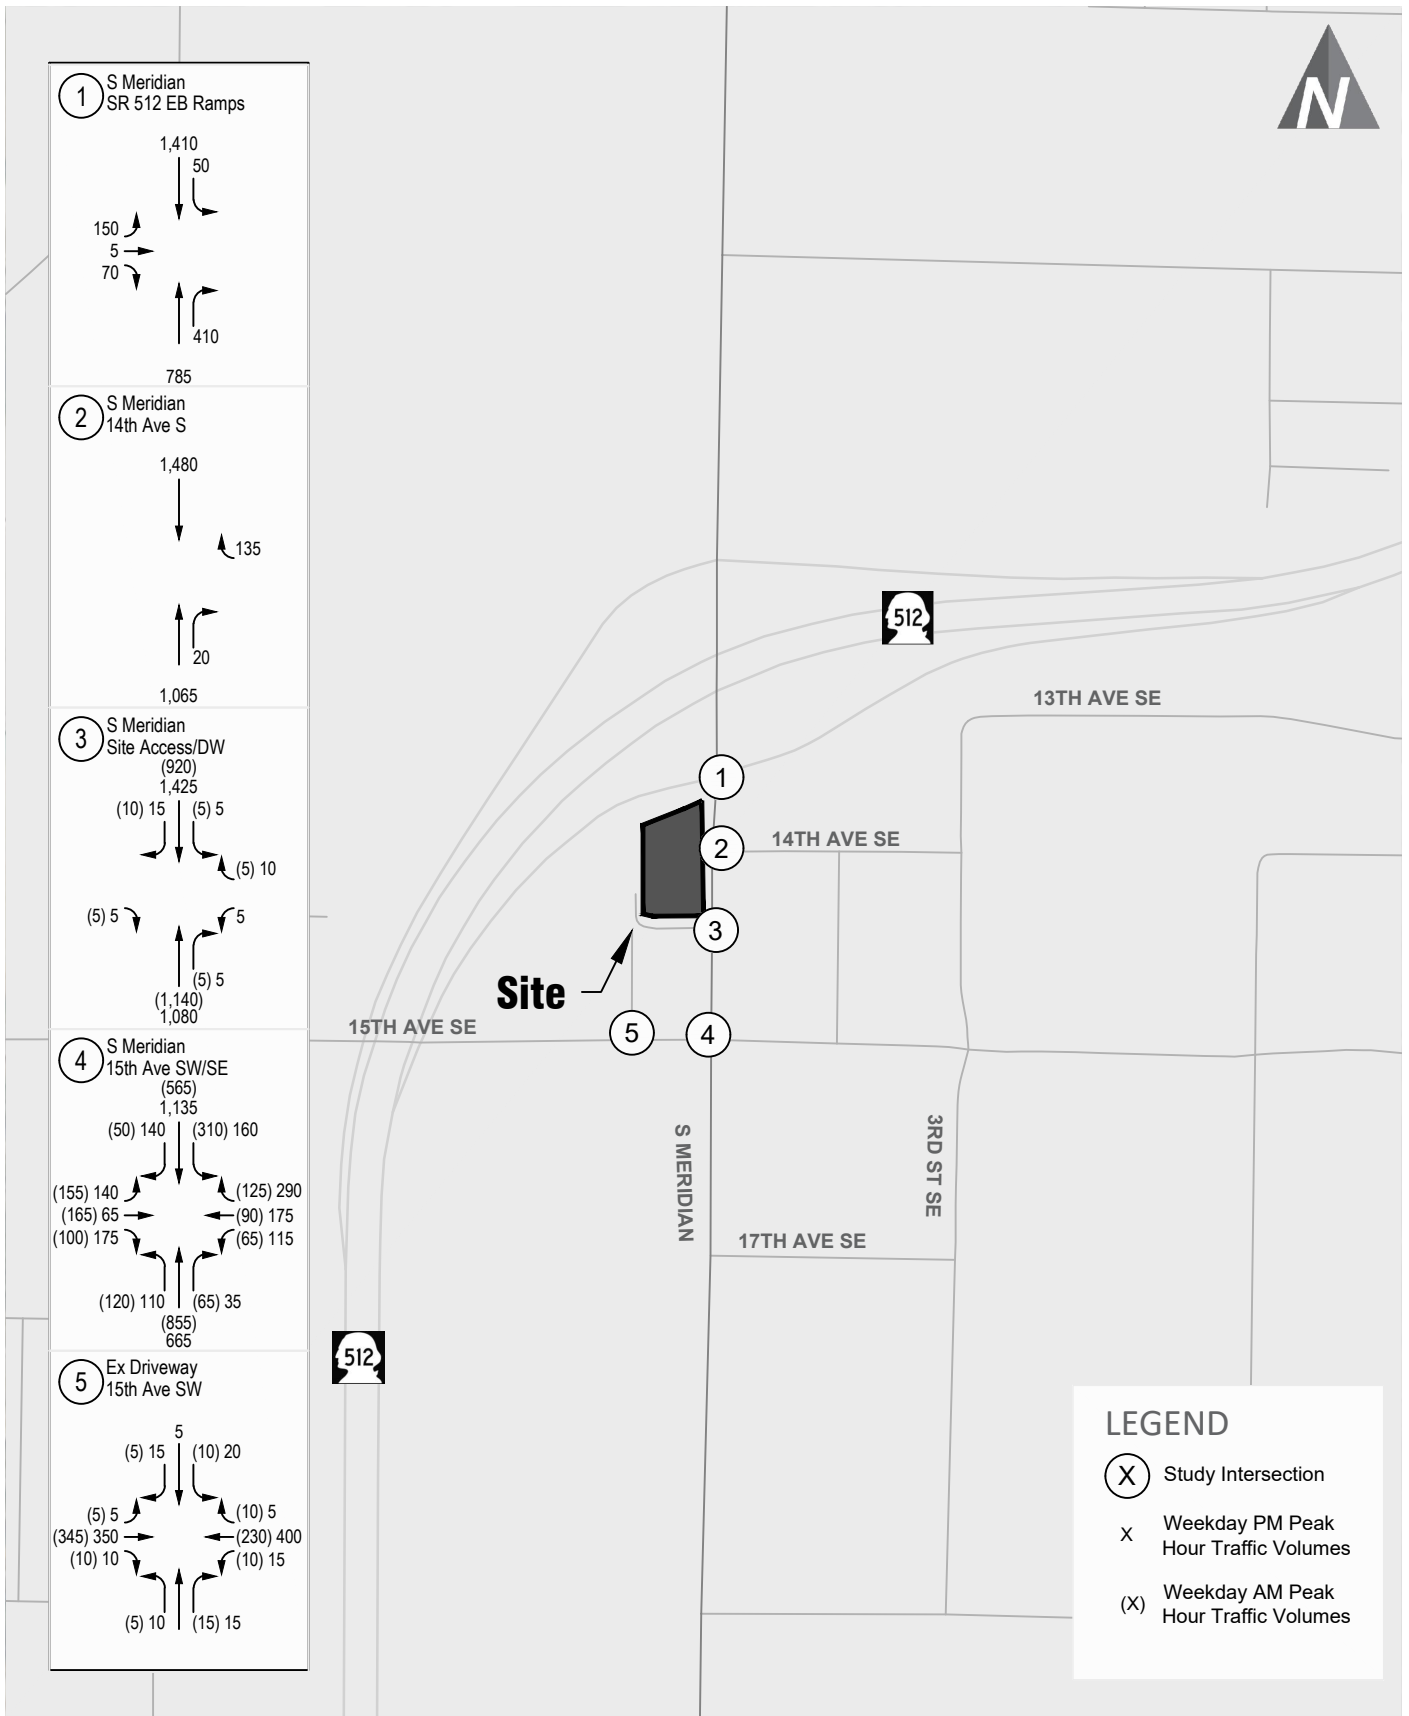 1
S Meridian
SR 512 EB Ramps
1,410
50
150
5
70
410
785
2
S Meridian
14th Ave S
1,480
135
20
1,065
3
S Meridian
Site Access/DW
(920)
1,425
(10) 15
(5) 5
(5) 10
(5) 5
5
(5) 5
(1,140)
1,080
4
S Meridian
15th Ave SW/SE
(565)
1,135
(50) 140
(310) 160
(155) 140
(125) 290
(165) 65
(90) 175
(100) 175
(65) 115
(120) 110
(65) 35
(855)
665
5
Ex Driveway
15th Ave SW
5
(5) 15
(10) 20
(5) 5
(10) 5
(345) 350
(230) 400
(10) 10
(10) 15
(5) 10
(15) 15
N
512
13TH AVE SE
1
14TH AVE SE
2
3
Site
15TH AVE SE
5
4
S MERIDIAN
3RD ST SE
17TH AVE SE
512
LEGEND
X
Study Intersection
X
Weekday PM Peak
Hour Traffic Volumes
(X)
Weekday AM Peak
Hour Traffic Volumes